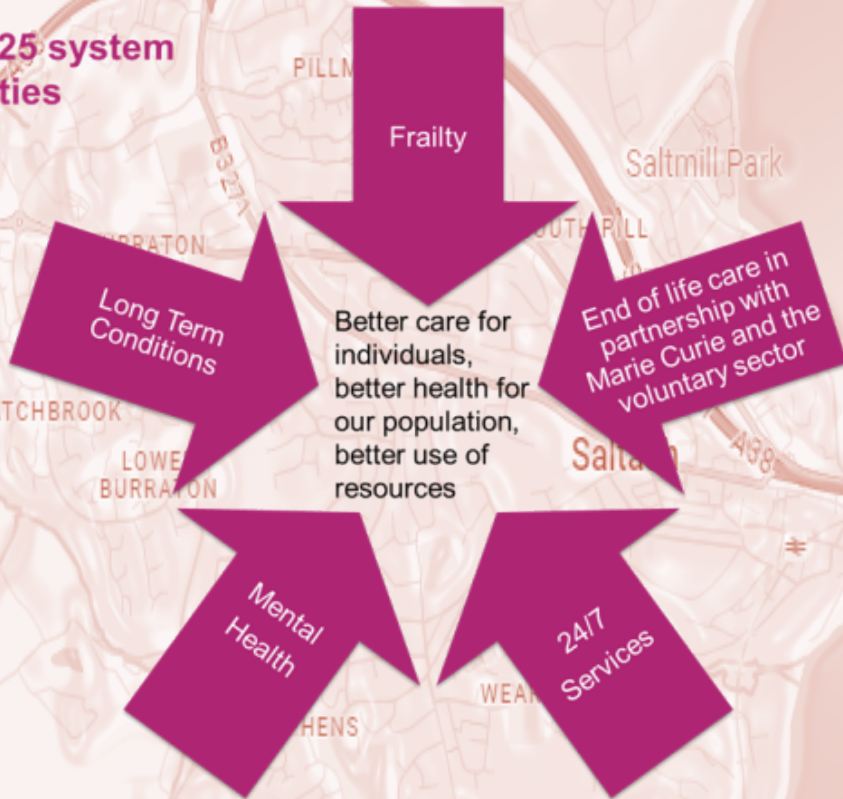 25 system
ties
PILLM
Frailty
B3271
Saltmill Park
BRATON
OUTH PILL
Long Term
Conditions
End of life care in
partnership with
Marie Curie and the
voluntary sector
Better care for
individuals,
better health for
our population,
better use of
resources
TCHBROOK
LOWE
BURRATON
Salta h
A38
Mental
Health
24/7
Services
WEAR
HENS